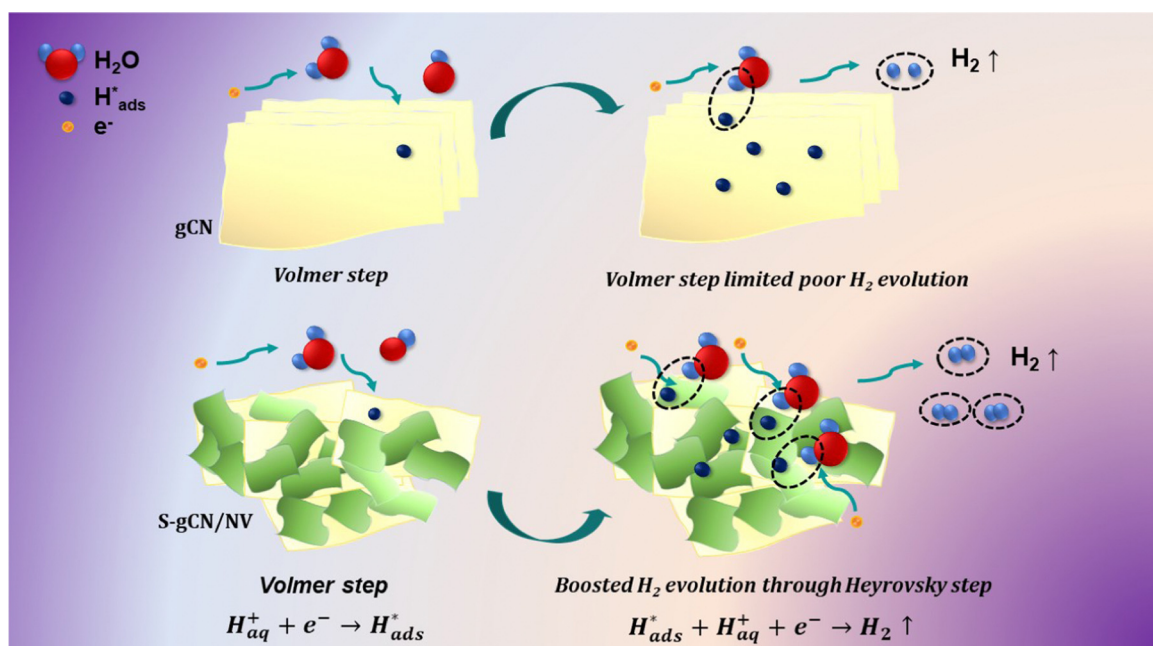 H₂O
H*ads
e-
H₂ ↑
gCN
Volmer step
Volmer step limited poor H₂ evolution
H₂ ↑
S-gCN/NV
Volmer step
Boosted H₂ evolution through Heyrovsky step
H⁺aq + e⁻ → H*ads
H*ads + H⁺aq + e⁻ → H₂ ↑